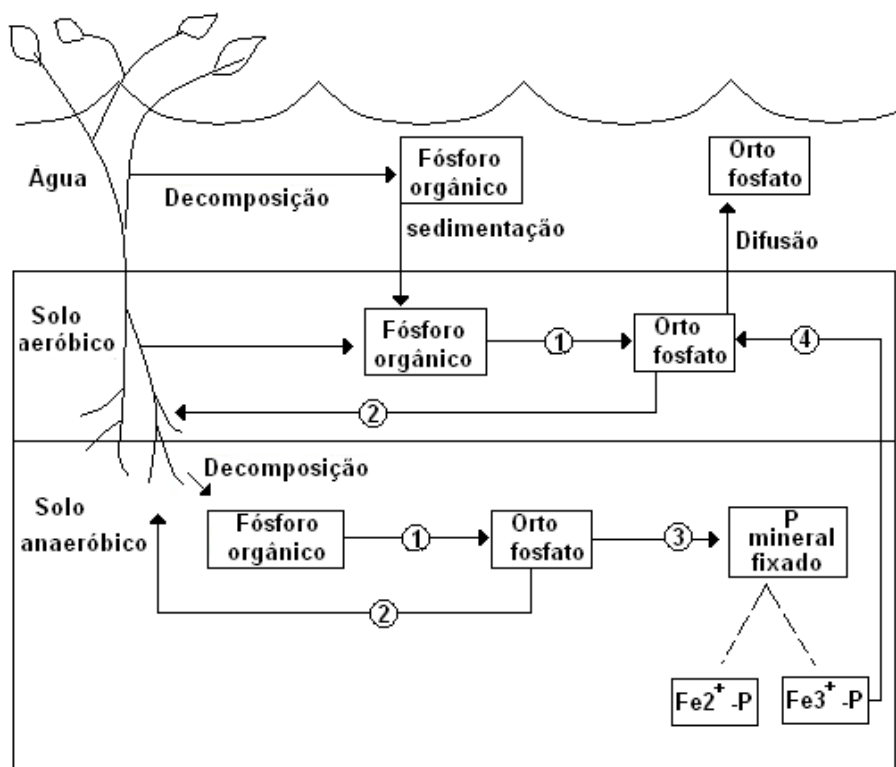 Água
Decomposição
Fósforo
orgânico
Orto
fosfato
sedimentação
Difusão
Solo
aeróbico
Fósforo
orgânico
1
Orto
fosfato
4
2
Decomposição
Solo
anaeróbico
Fósforo
orgânico
1
Orto
fosfato
3
P
mineral
fixado
2
Fe2+ -P
Fe3+ -P